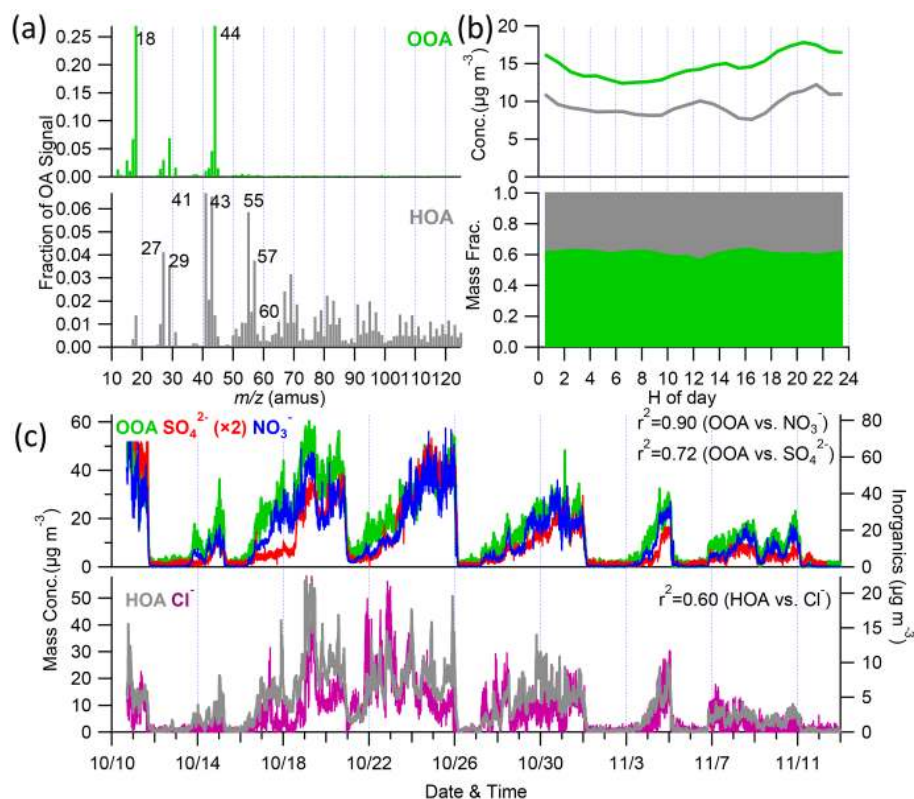 (a)
0.25
0.20
0.15
0.10
0.05
0.00
18
44
OOA
Fraction of OA Signal
0.06
0.05
0.04
0.03
0.02
0.01
0.00
27
29
41
43
55
57
60
HOA
10 20 30 40 50 60 70 80 90 100 110 120
m/z (amus)
(b)
Conc.(µg m⁻³)
20
15
10
5
0
Mass Frac.
1.0
0.8
0.6
0.4
0.2
0.0
0 2 4 6 8 10 12 14 16 18 20 22 24
H of day
(c)
60
40
20
0
OOA SO₄²⁻ (×2) NO₃⁻
r²=0.90 (OOA vs. NO₃⁻)
r²=0.72 (OOA vs. SO₄²⁻)
80
60
40
20
0
Mass Conc.(µg m⁻³)
Inorganics (µg m⁻³)
50
40
30
20
10
0
HOA Cl⁻
r²=0.60 (HOA vs. Cl⁻)
20
15
10
5
0
10/10 10/14 10/18 10/22 10/26 10/30 11/3 11/7 11/11
Date & Time